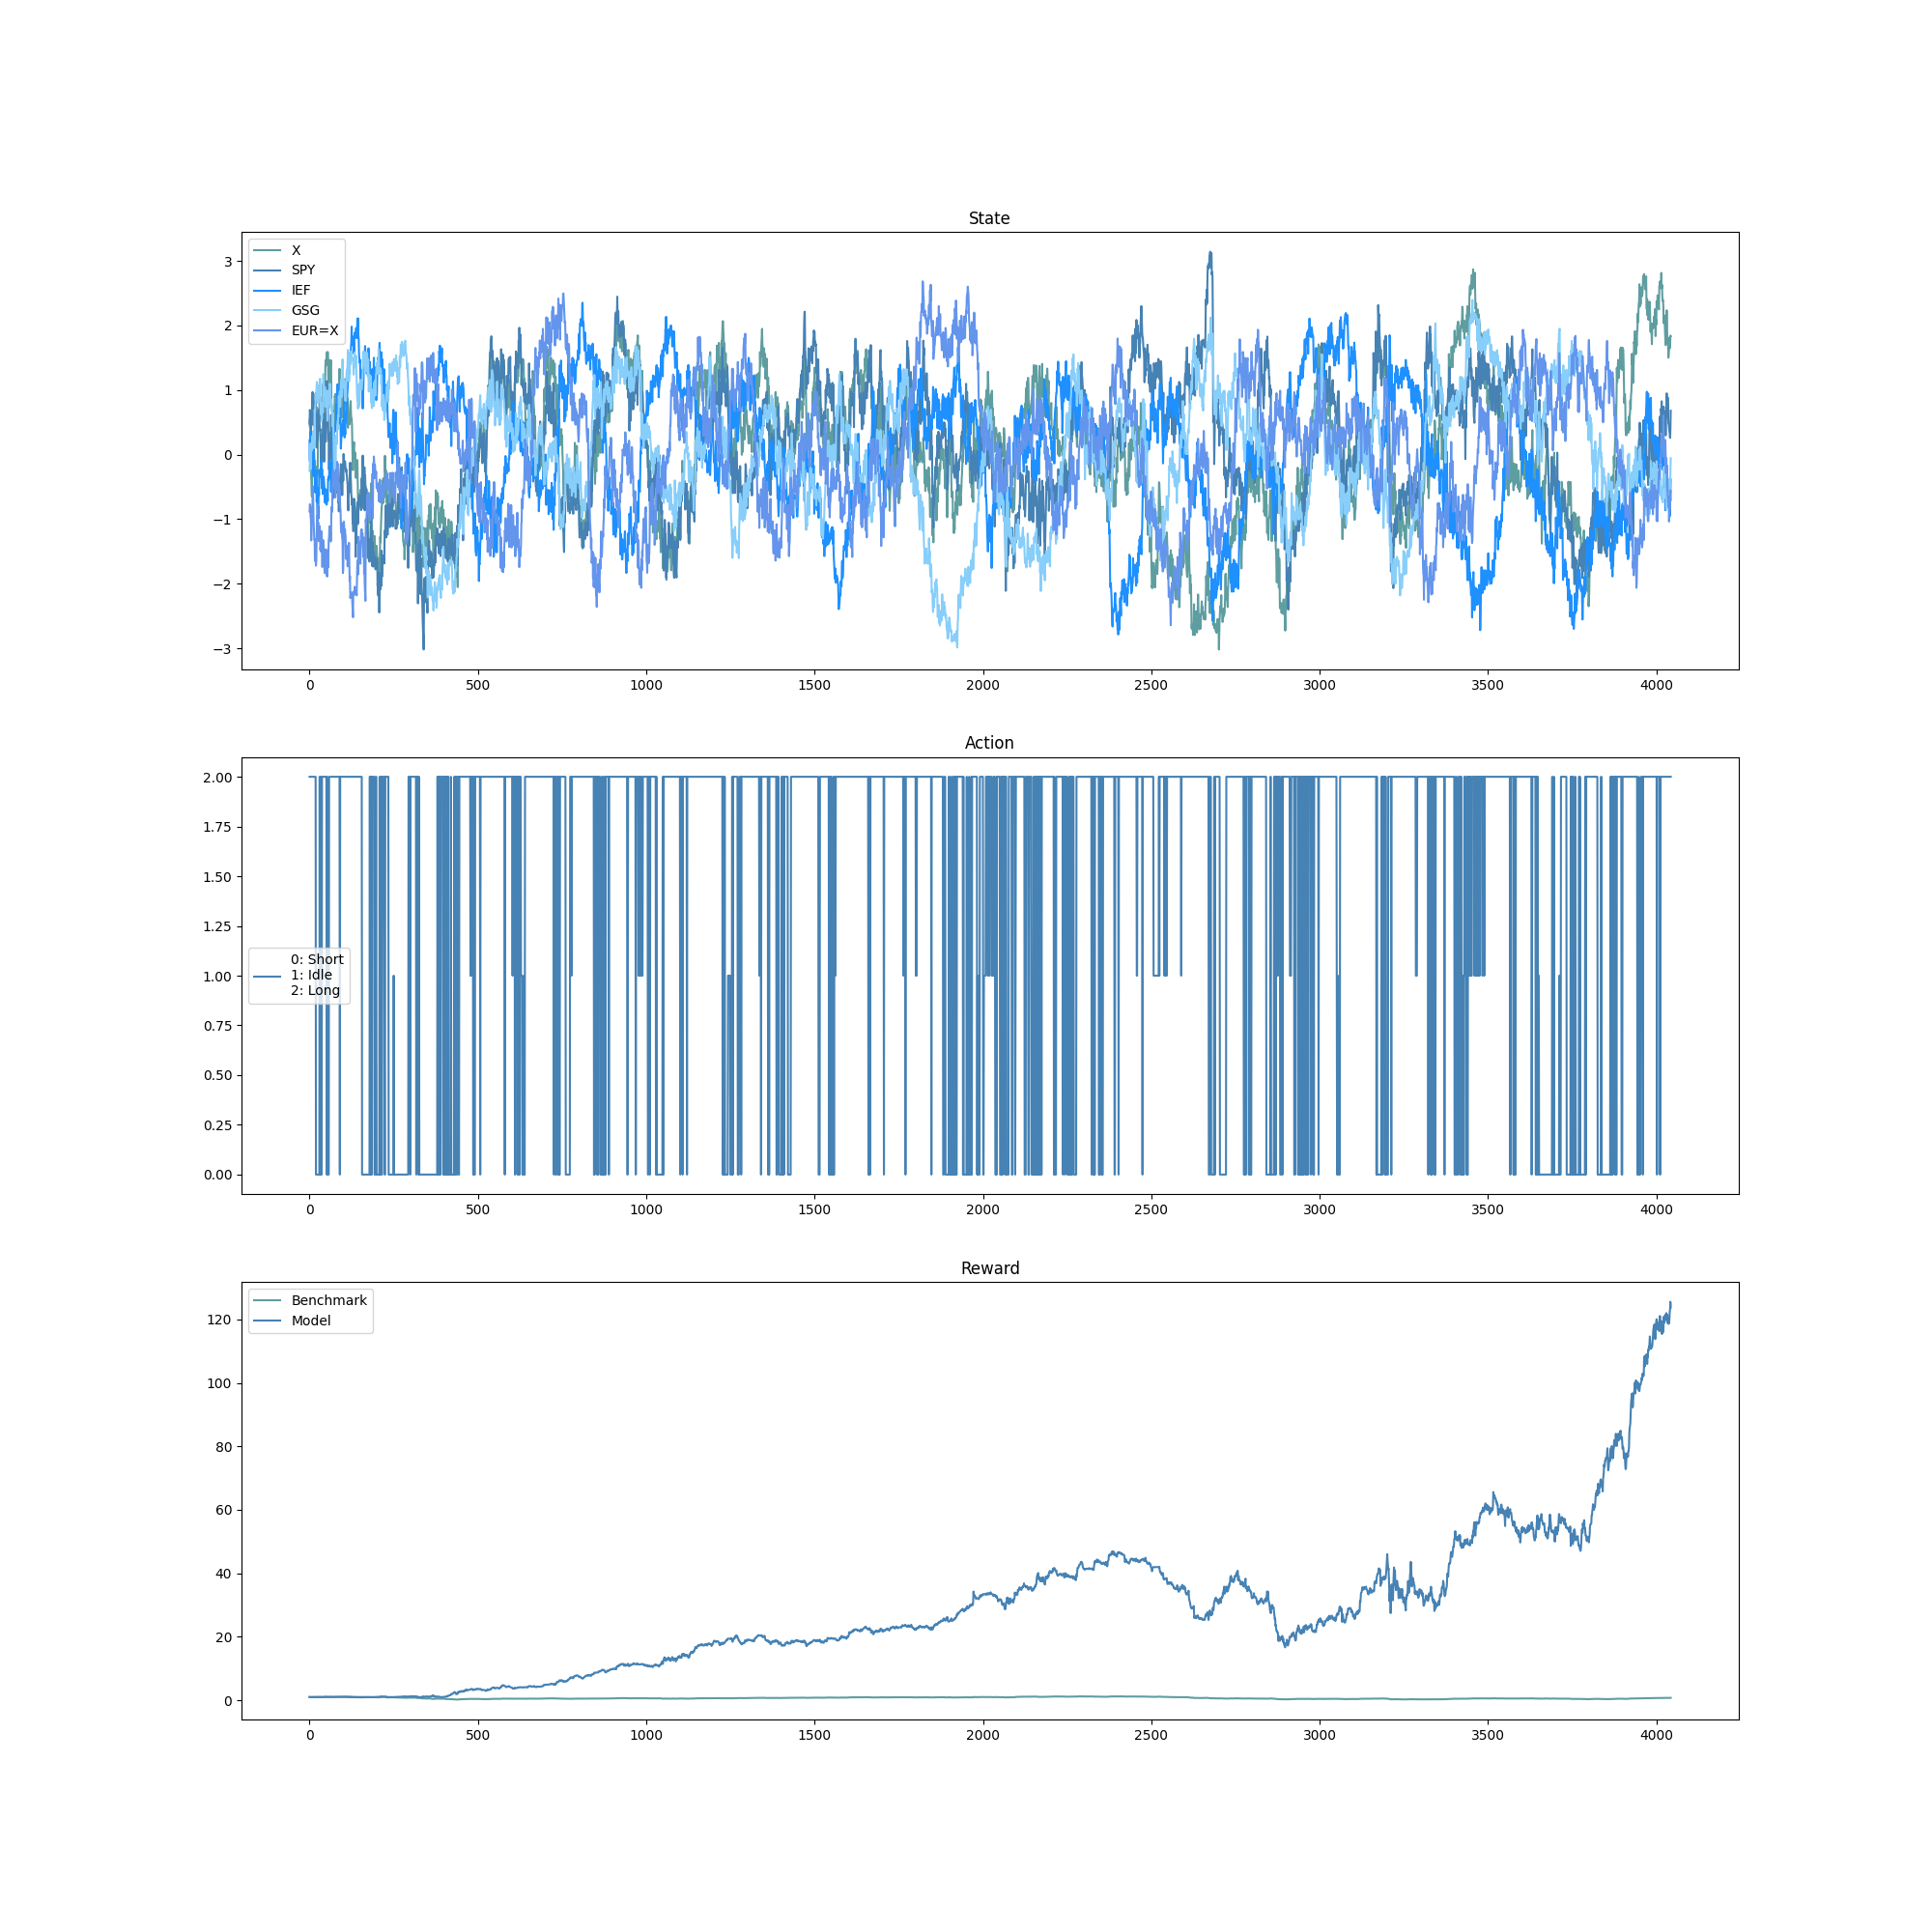 State
X
SPY
IEF
GSG
EUR=X
3
2
1
0
−1
−2
−3
0 500 1000 1500 2000 2500 3000 3500 4000
Action
2.00
1.75
1.50
1.25
1.00
0.75
0.50
0.25
0.00
0: Short
1: Idle
2: Long
0 500 1000 1500 2000 2500 3000 3500 4000
Reward
Benchmark
Model
120
100
80
60
40
20
0
0 500 1000 1500 2000 2500 3000 3500 4000